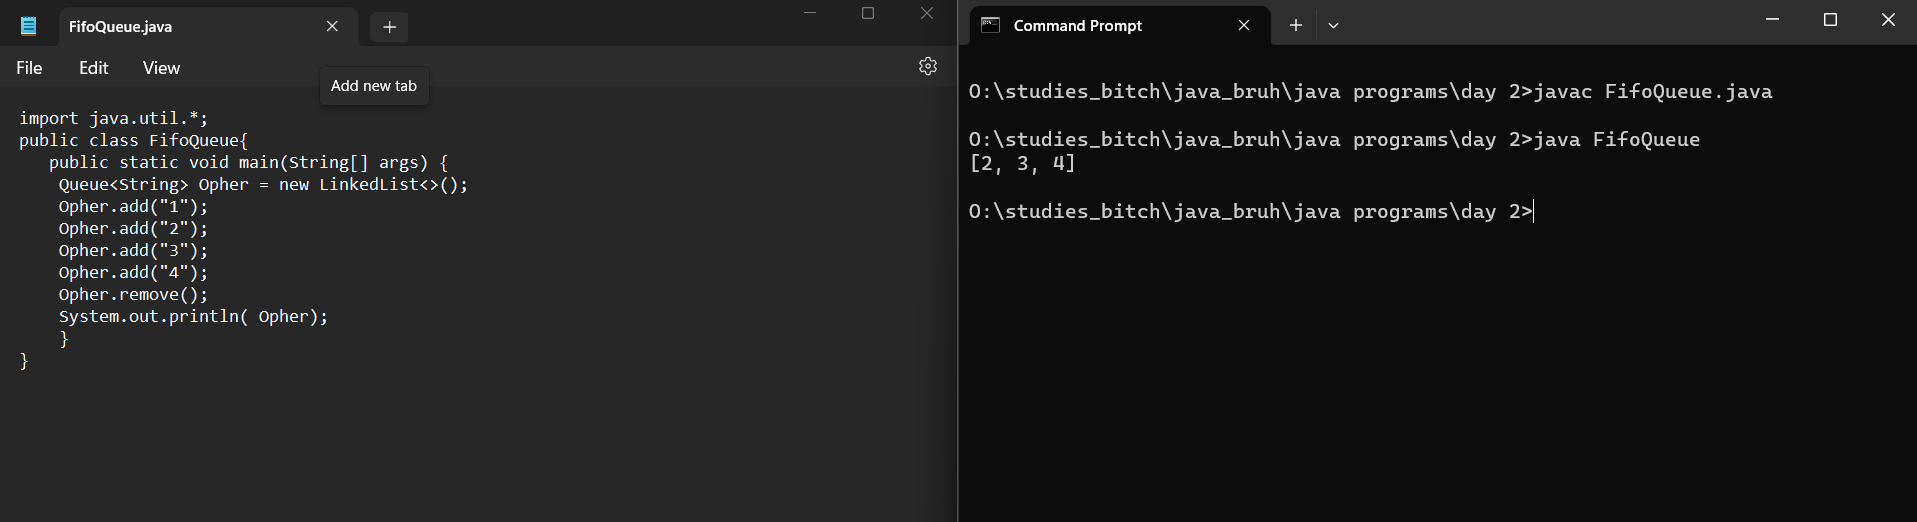 FifoQueue.java
File Edit View
Add new tab
import java.util.*;
public class FifoQueue{
public static void main(String[] args) {
Queue<String> Opher = new LinkedList<>();
Opher.add("1");
Opher.add("2");
Opher.add("3");
Opher.add("4");
Opher.remove();
System.out.println( Opher);
}
}
Command Prompt
O:\studies_bitch\java_bruh\java programs\day 2>javac FifoQueue.java
O:\studies_bitch\java_bruh\java programs\day 2>java FifoQueue
[2, 3, 4]
O:\studies_bitch\java_bruh\java programs\day 2>